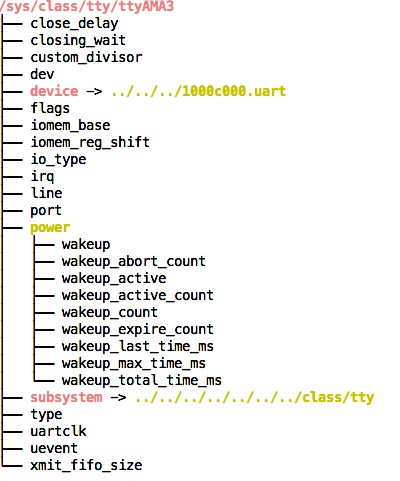 /sys/class/tty/ttyAMA3
├── close_delay
├── closing_wait
├── custom_divisor
├── dev
├── device -> ../../../1000c000.uart
├── flags
├── iomem_base
├── iomem_reg_shift
├── io_type
├── irq
├── line
├── port
├── power
│   ├── wakeup
│   ├── wakeup_abort_count
│   ├── wakeup_active
│   ├── wakeup_active_count
│   ├── wakeup_count
│   ├── wakeup_expire_count
│   ├── wakeup_last_time_ms
│   ├── wakeup_max_time_ms
│   └── wakeup_total_time_ms
├── subsystem -> ../../../../../../../class/tty
├── type
├── uartclk
├── uevent
└── xmit_fifo_size